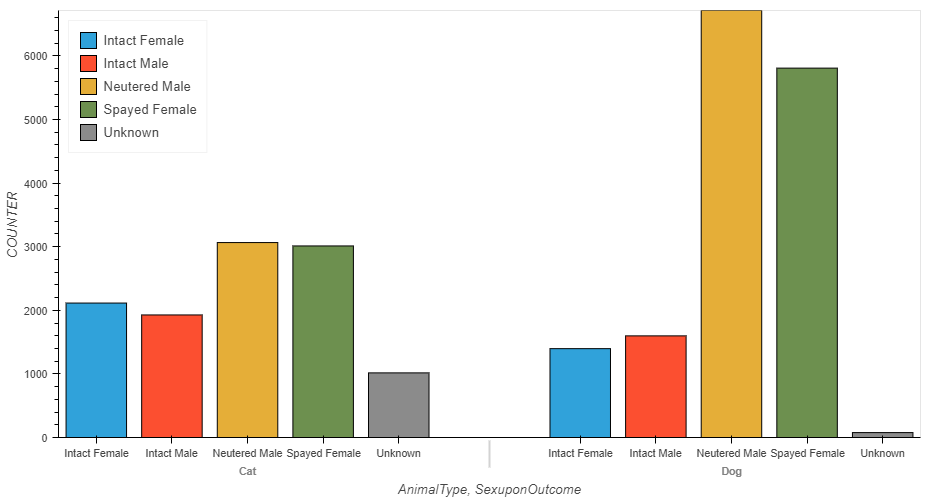 Intact Female
Intact Male
Neutered Male
Spayed Female
Unknown
COUNTER
6000
5000
4000
3000
2000
1000
0
Intact Female Intact Male Neutered Male Spayed Female Unknown Intact Female Intact Male Neutered Male Spayed Female Unknown
Cat Dog
AnimalType, SexuponOutcome